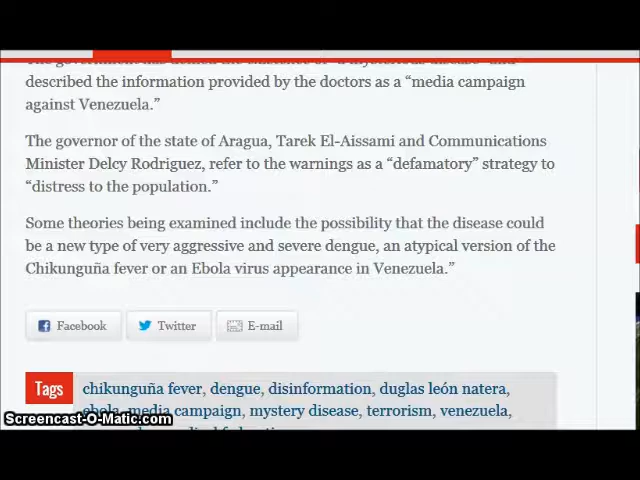 described the information provided by the doctors as a “media campaign
against Venezuela.”
The governor of the state of Aragua, Tarek El-Aissami and Communications
Minister Delcy Rodriguez, refer to the warnings as a “defamatory” strategy to
“distress to the population.”
Some theories being examined include the possibility that the disease could
be a new type of very aggressive and severe dengue, an atypical version of the
Chikunguña fever or an Ebola virus appearance in Venezuela.”
Facebook Twitter E-mail
Tags chikunguña fever, dengue, disinformation, duglas león natera,
ebola, media campaign, mystery disease, terrorism, venezuela,
Screencast-O-Matic.com